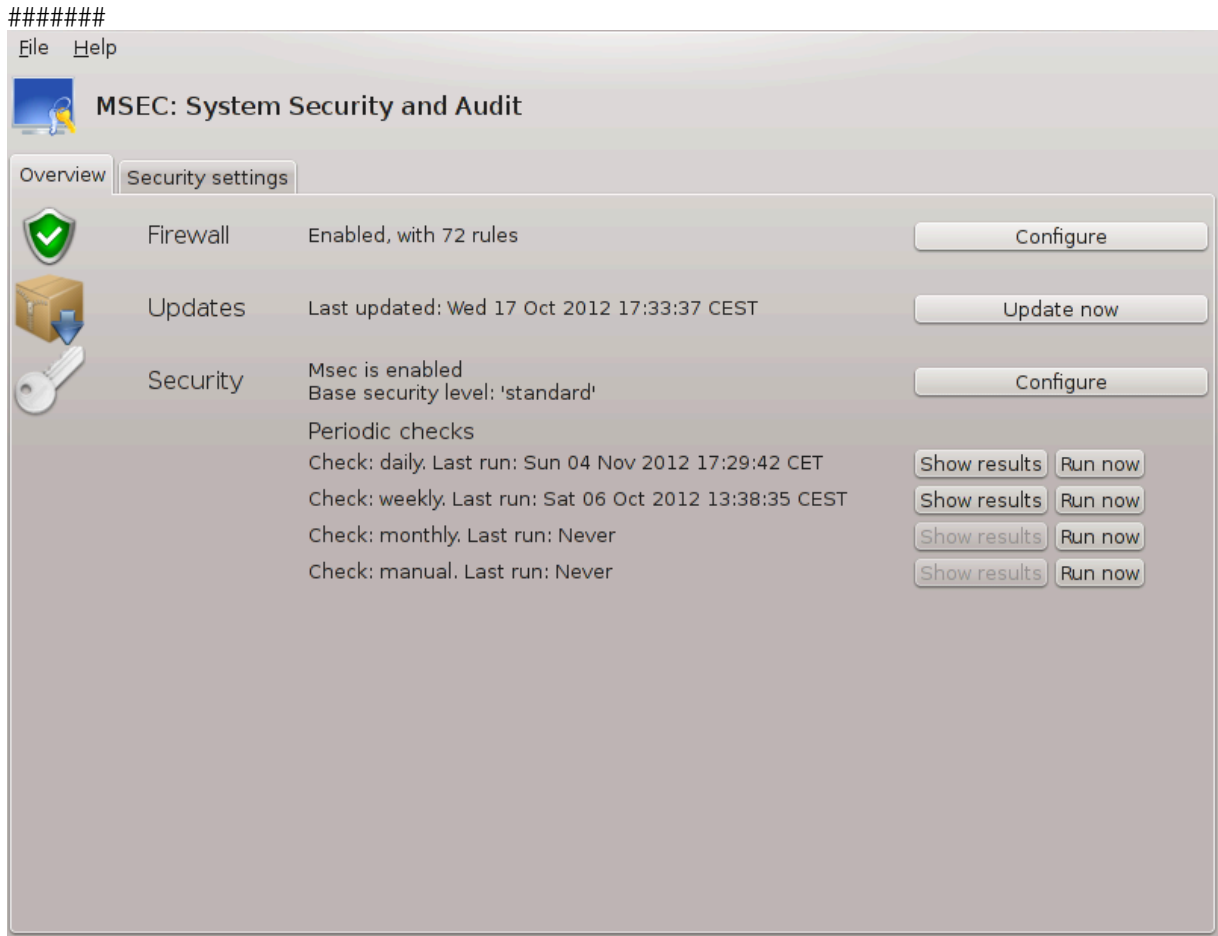 #######
File Help
MSEC: System Security and Audit
Overview Security settings
Firewall Enabled, with 72 rules Configure
Updates Last updated: Wed 17 Oct 2012 17:33:37 CEST Update now
Security Msec is enabled
Base security level: 'standard' Configure
Periodic checks
Check: daily. Last run: Sun 04 Nov 2012 17:29:42 CET Show results Run now
Check: weekly. Last run: Sat 06 Oct 2012 13:38:35 CEST Show results Run now
Check: monthly. Last run: Never Show results Run now
Check: manual. Last run: Never Show results Run now